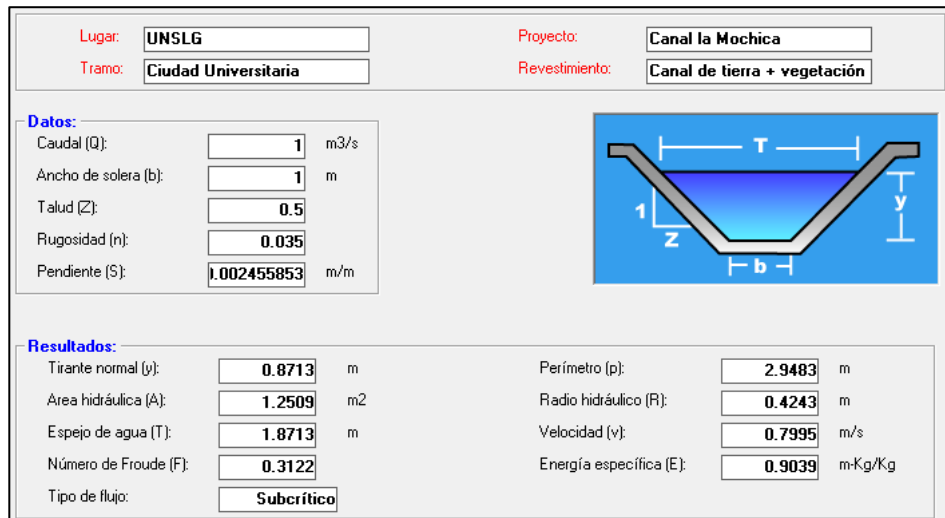 Lugar: UNSLG Proyecto: Canal la Mochica
Tramo: Ciudad Universitaria Revestimiento: Canal de tierra + vegetación
Datos:
Caudal (Q): 1 m3/s
Ancho de solera (b): 1 m
Talud (Z): 0.5
Rugosidad (n): 0.035
Pendiente (S): ).002455853 m/m
T
y
1
Z
b
Resultados:
Tirante normal (y): 0.8713 m Perímetro (p): 2.9483 m
Area hidráulica (A): 1.2509 m2 Radio hidráulico (R): 0.4243 m
Espejo de agua (T): 1.8713 m Velocidad (v): 0.7995 m/s
Número de Froude (F): 0.3122 Energía específica (E): 0.9039 m-Kg/Kg
Tipo de flujo: Subcrítico